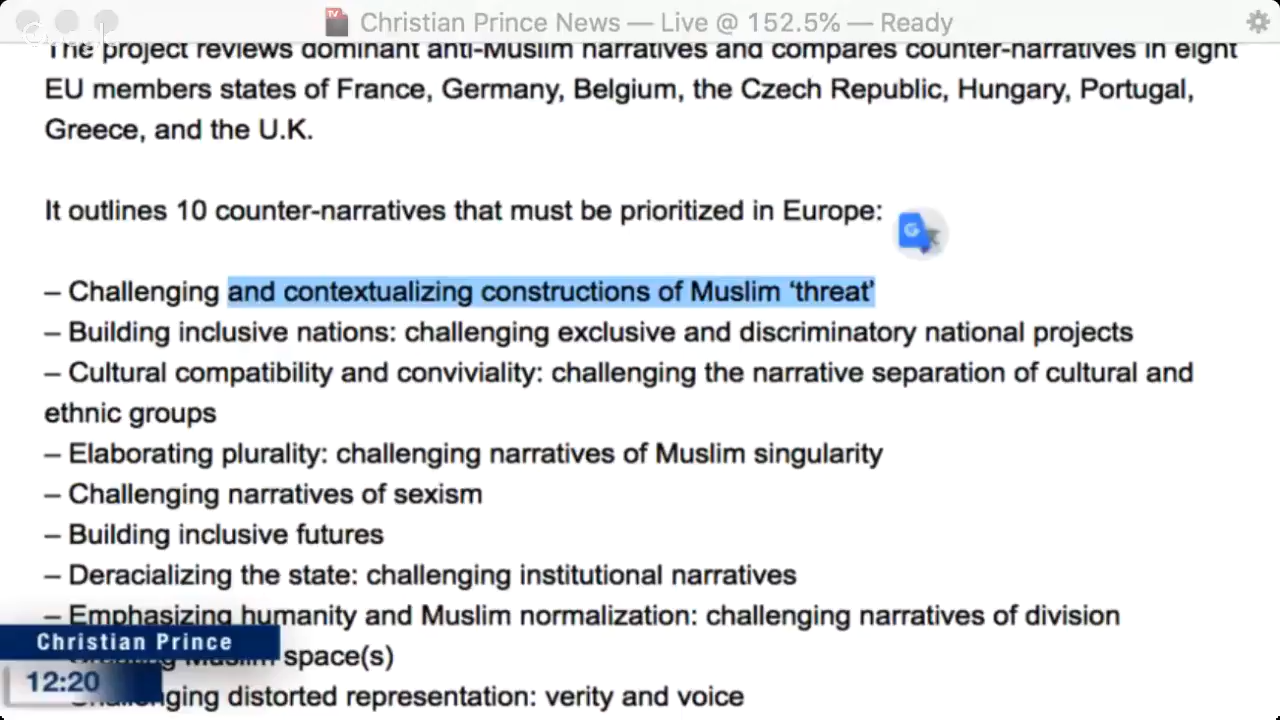 Christian Prince News — Live @ 152.5% — Ready
The project reviews dominant anti-Muslim narratives and compares counter-narratives in eight
EU members states of France, Germany, Belgium, the Czech Republic, Hungary, Portugal,
Greece, and the U.K.
It outlines 10 counter-narratives that must be prioritized in Europe:
– Challenging and contextualizing constructions of Muslim ‘threat’
– Building inclusive nations: challenging exclusive and discriminatory national projects
– Cultural compatibility and conviviality: challenging the narrative separation of cultural and
ethnic groups
– Elaborating plurality: challenging narratives of Muslim singularity
– Challenging narratives of sexism
– Building inclusive futures
– Deracializing the state: challenging institutional narratives
– Emphasizing humanity and Muslim normalization: challenging narratives of division
Muslim space(s)
distorted representation: verity and voice
Christian Prince
12:20